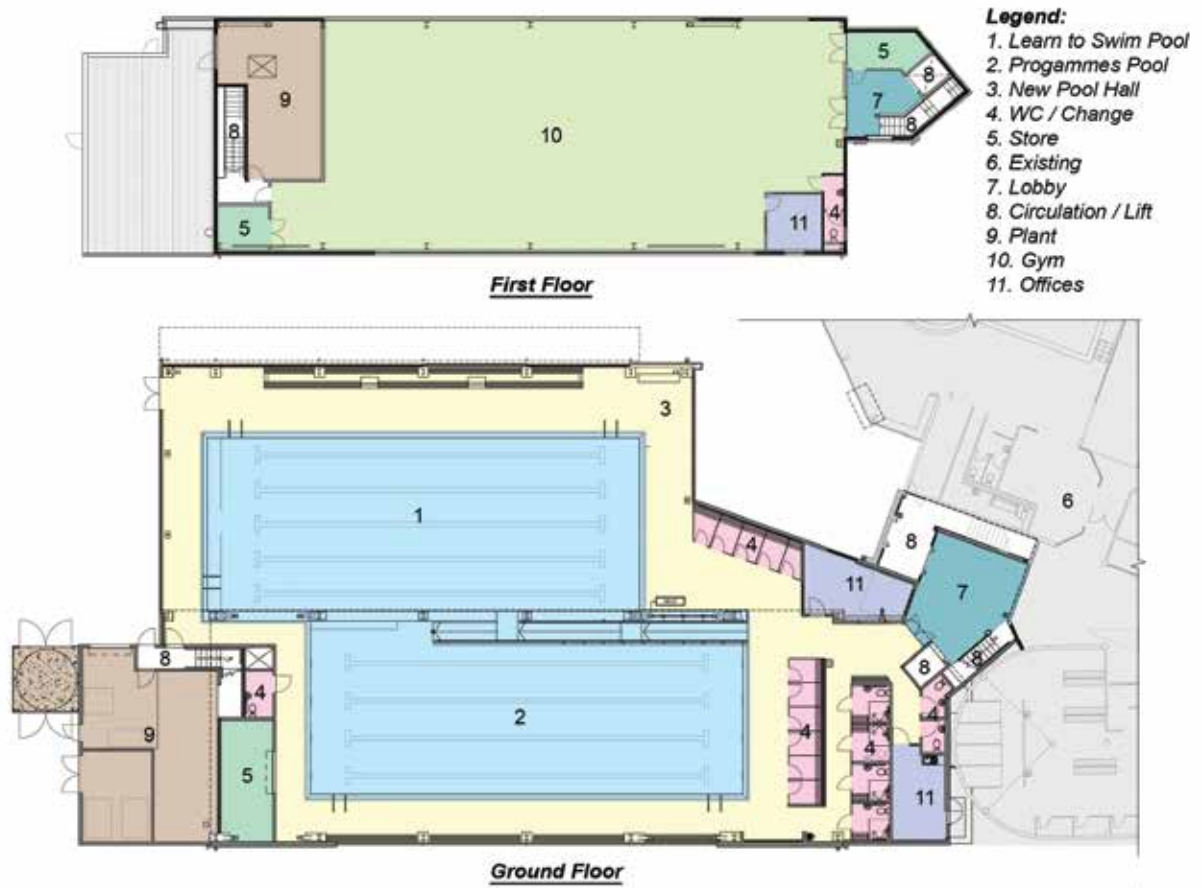 Legend:
1. Learn to Swim Pool
2. Progammes Pool
3. New Pool Hall
4. WC / Change
5. Store
6. Existing
7. Lobby
8. Circulation / Lift
9. Plant
10. Gym
11. Offices
5
8
7
8
9
8
10
5
11
4
First Floor
3
1
6
4
8
11
7
8
8
8
4
9
2
4
4
4
5
11
Ground Floor